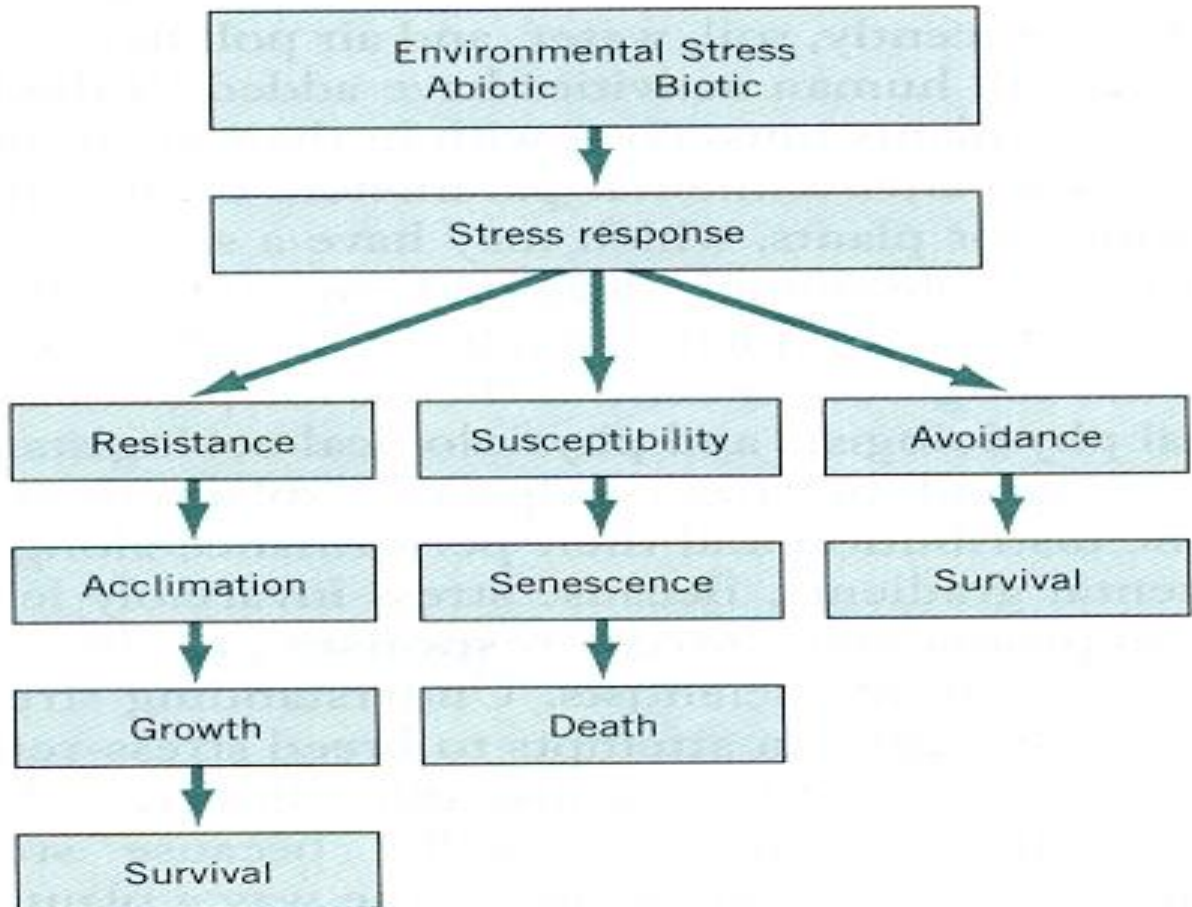 Environmental Stress
Abiotic Biotic
Stress response
Resistance Susceptibility Avoidance
Acclimation Senescence Survival
Growth Death
Survival